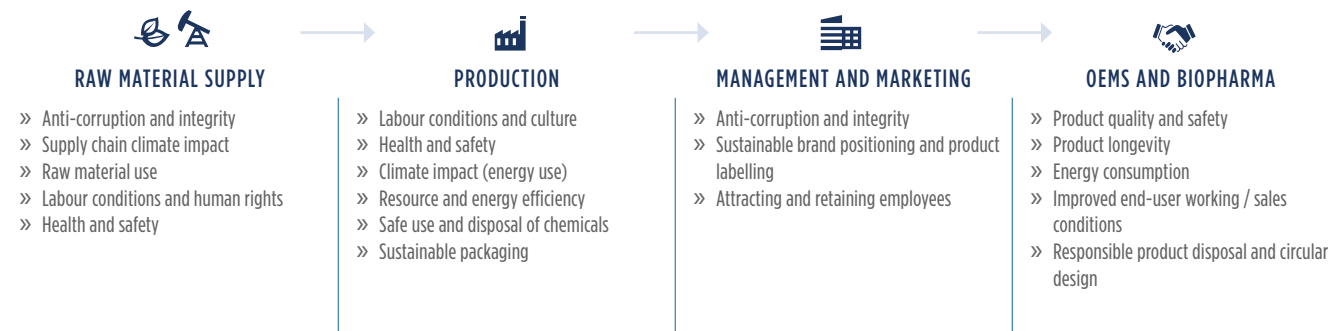 RAW MATERIAL SUPPLY
» Anti-corruption and integrity
» Supply chain climate impact
» Raw material use
» Labour conditions and human rights
» Health and safety
PRODUCTION
» Labour conditions and culture
» Health and safety
» Climate impact (energy use)
» Resource and energy efficiency
» Safe use and disposal of chemicals
» Sustainable packaging
MANAGEMENT AND MARKETING
» Anti-corruption and integrity
» Sustainable brand positioning and product
labelling
» Attracting and retaining employees
OEMS AND BIOPHARMA
» Product quality and safety
» Product longevity
» Energy consumption
» Improved end-user working / sales
conditions
» Responsible product disposal and circular
design